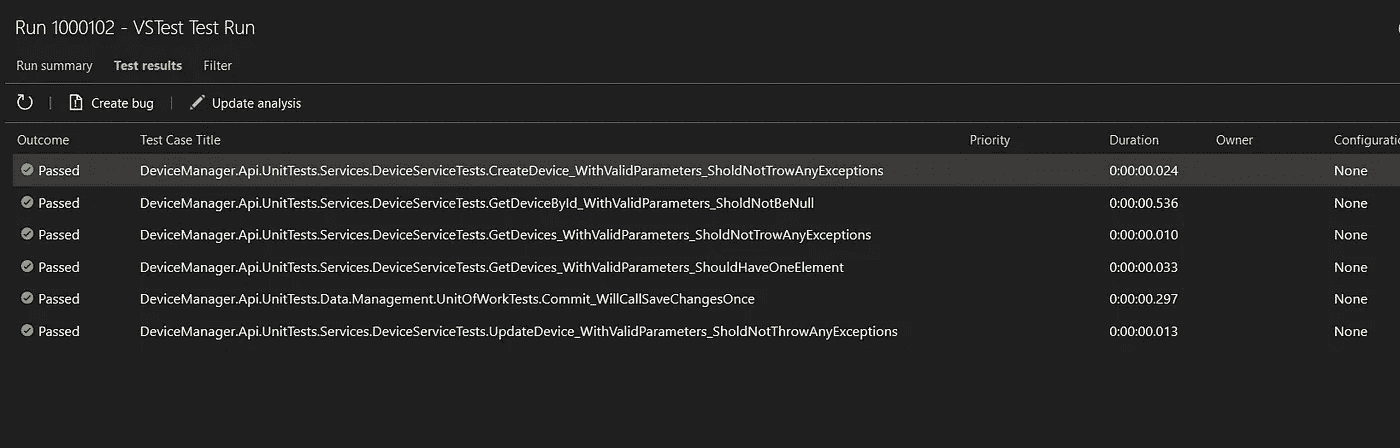 Run 1000102 - VSTest Test Run
Run summary Test results Filter
Create bug Update analysis
Outcome Test Case Title Priority Duration Owner Configurati
Passed DeviceManager.Api.UnitTests.Services.DeviceServiceTests.CreateDevice_WithValidParameters_SholdNotTrowAnyExceptions 0:00:00.024 None
Passed DeviceManager.Api.UnitTests.Services.DeviceServiceTests.GetDeviceById_WithValidParameters_SholdNotBeNull 0:00:00.536 None
Passed DeviceManager.Api.UnitTests.Services.DeviceServiceTests.GetDevices_WithValidParameters_SholdNotTrowAnyExceptions 0:00:00.010 None
Passed DeviceManager.Api.UnitTests.Services.DeviceServiceTests.GetDevices_WithValidParameters_ShouldHaveOneElement 0:00:00.033 None
Passed DeviceManager.Api.UnitTests.Data.Management.UnitOfWorkTests.Commit_WillCallSaveChangesOnce 0:00:00.297 None
Passed DeviceManager.Api.UnitTests.Services.DeviceServiceTests.UpdateDevice_WithValidParameters_SholdNotThrowAnyExceptions 0:00:00.013 None